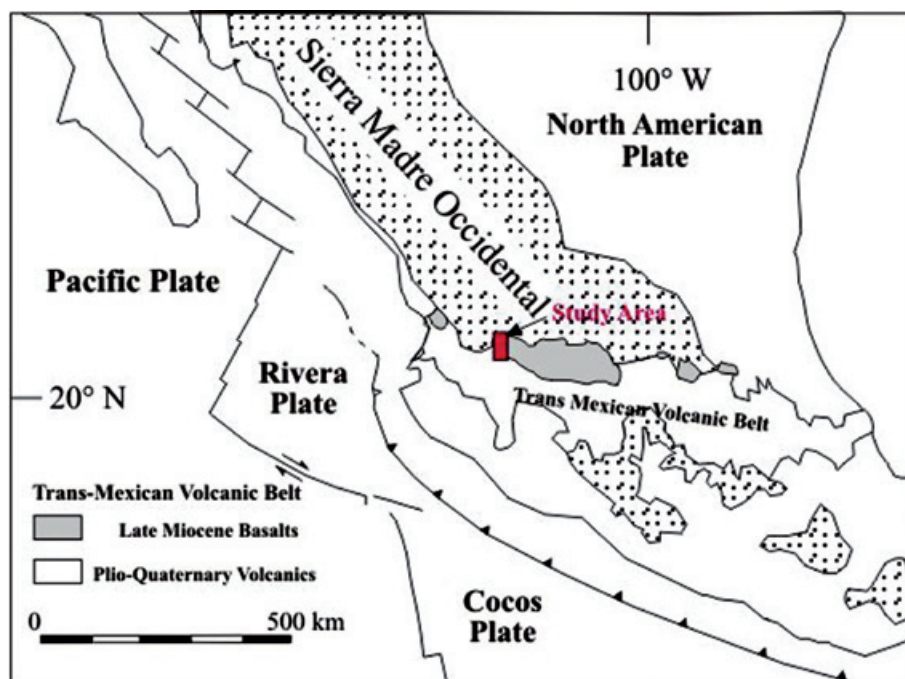 100° W
Sierra Madre Occidental
North American
Plate
Pacific Plate
Study Area
Rivera
Plate
20° N
Trans Mexican Volcanic Belt
Trans-Mexican Volcanic Belt
Late Miocene Basalts
Plio-Quaternary Volcanics
Cocos
Plate
0
500 km